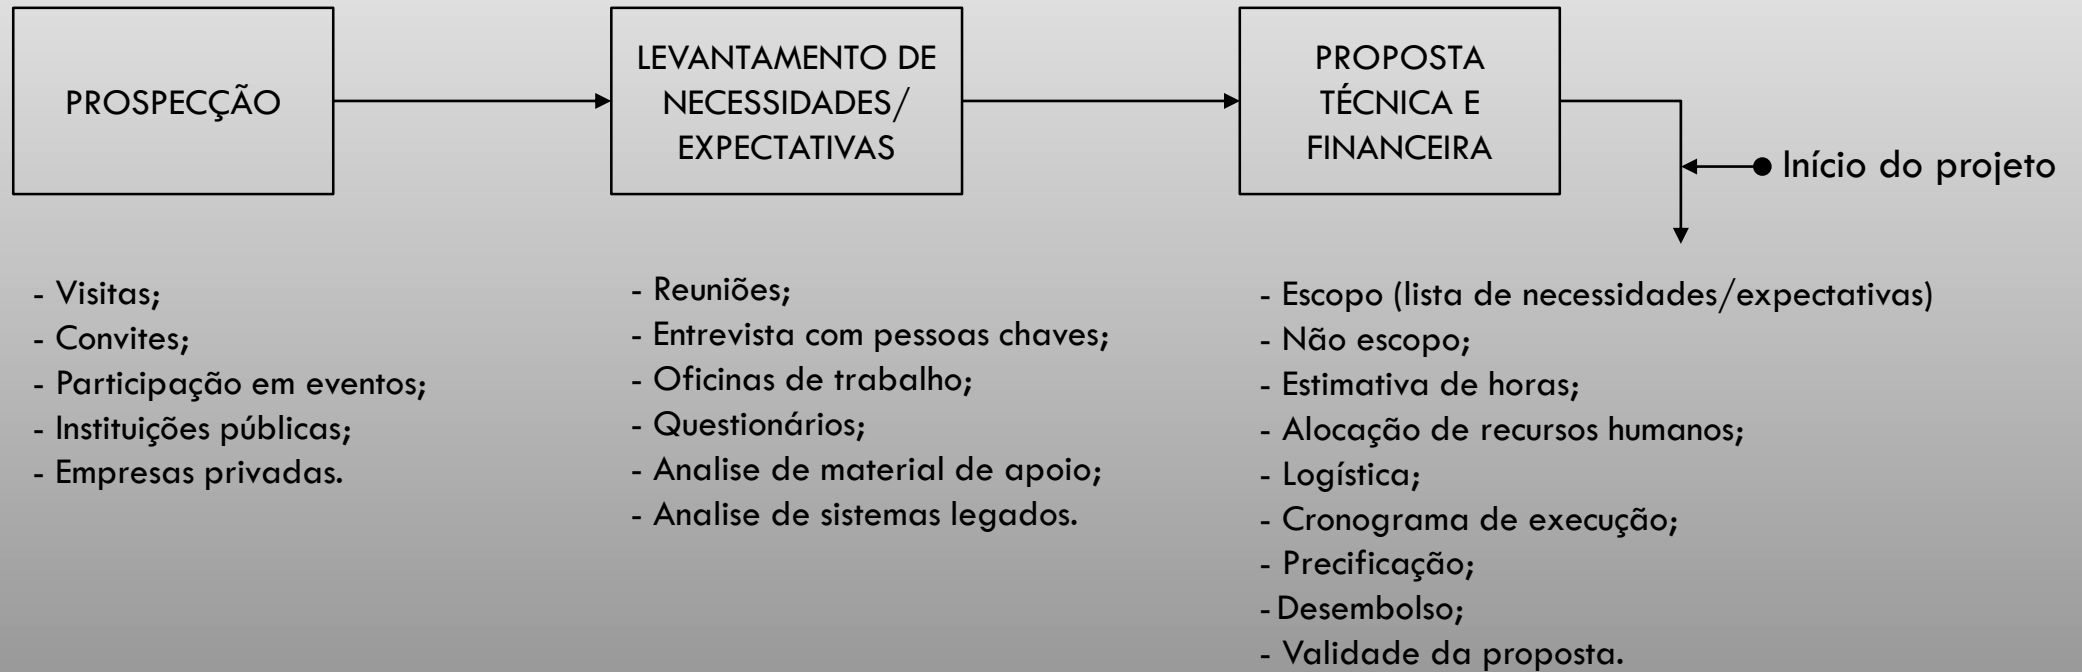 PROSPECÇÃO
LEVANTAMENTO DE
NECESSIDADES/
EXPECTATIVAS
PROPOSTA
TÉCNICA E
FINANCEIRA
Início do projeto
- Visitas;
- Convites;
- Participação em eventos;
- Instituições públicas;
- Empresas privadas.
- Reuniões;
- Entrevista com pessoas chaves;
- Oficinas de trabalho;
- Questionários;
- Analise de material de apoio;
- Analise de sistemas legados.
- Escopo (lista de necessidades/expectativas)
- Não escopo;
- Estimativa de horas;
- Alocação de recursos humanos;
- Logística;
- Cronograma de execução;
- Precificação;
- Desembolso;
- Validade da proposta.